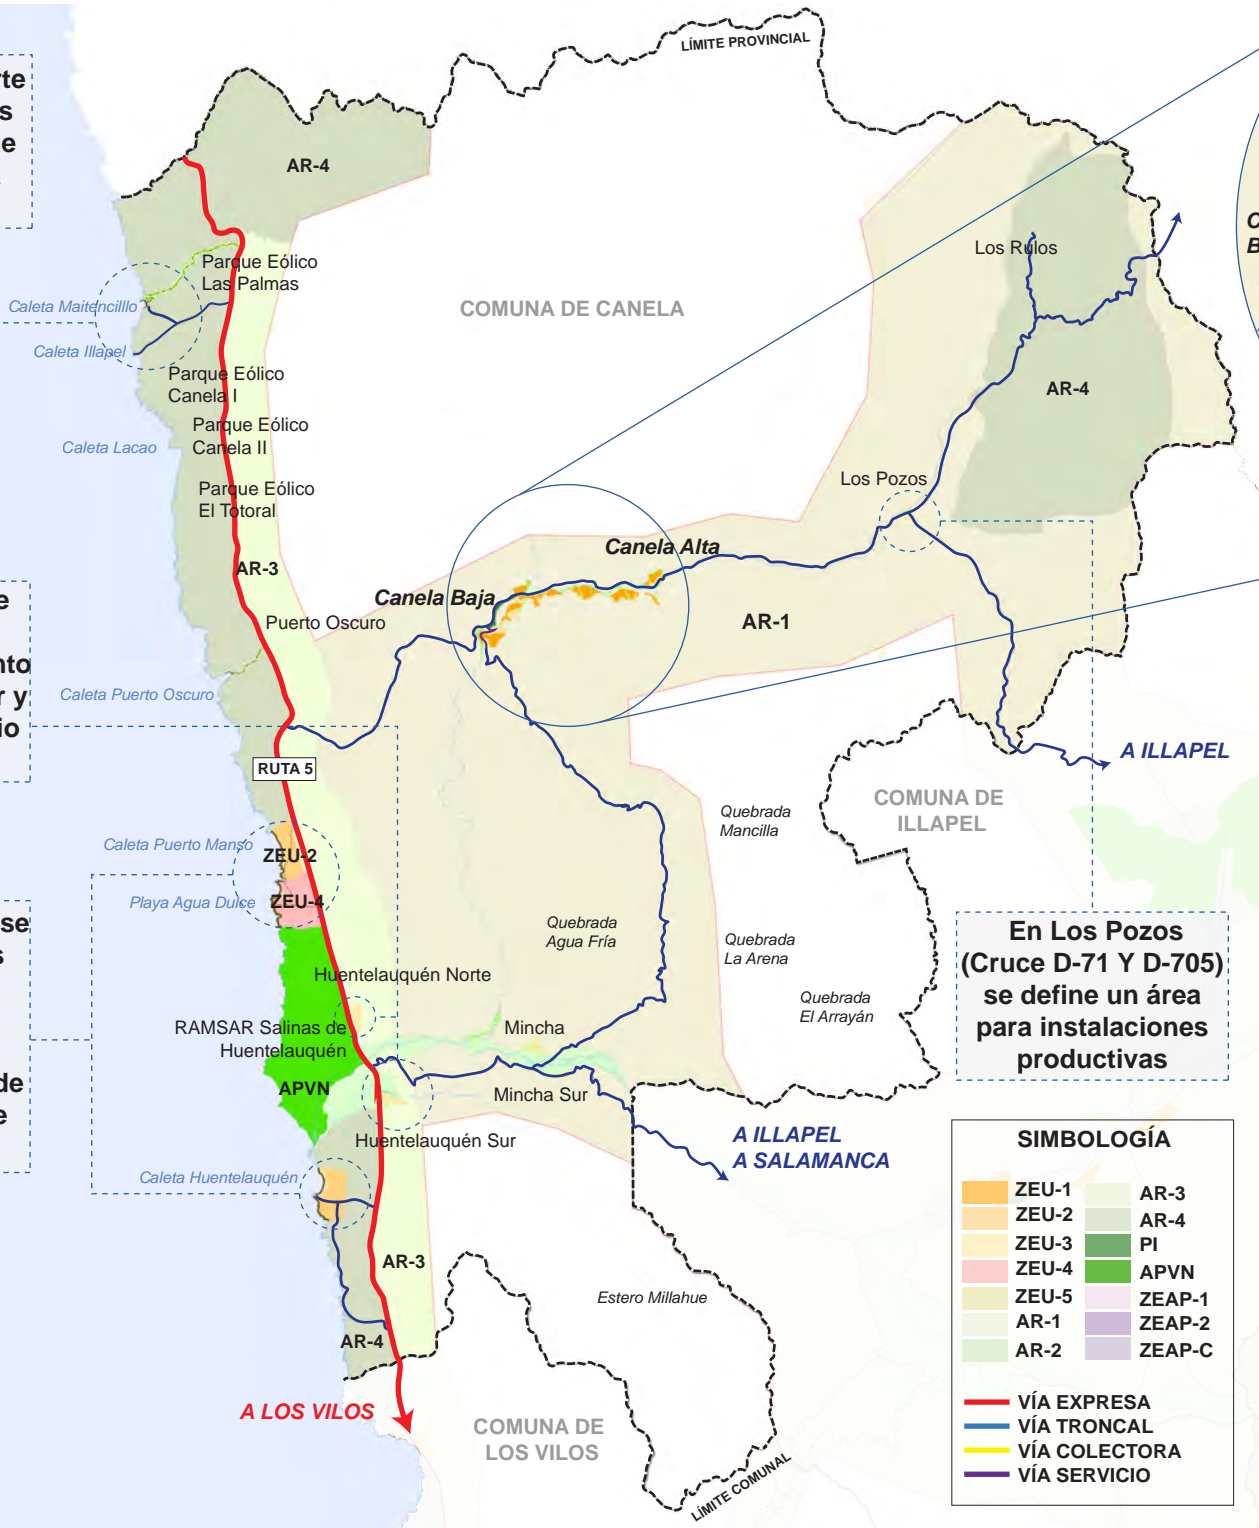 LÍMITE PROVINCIAL
rte
s
e
AR-4
C
B
Los Rulos
Parque Eólico
Las Palmas
COMUNA DE CANELA
Caleta Maitencilllo
Caleta Illapel
Parque Eólico
Canela I
AR-4
Parque Eólico
Canela II
Caleta Lacao
Los Pozos
Parque Eólico
El Totoral
Canela Alta
AR-3
Canela Baja
e
nto
r y
io
Puerto Oscuro
AR-1
Caleta Puerto Oscuro
A ILLAPEL
RUTA 5
COMUNA DE
ILLAPEL
Quebrada
Mancilla
Caleta Puerto Manso
ZEU-2
Playa Agua Dulce
ZEU-4
se
s
de
e
Quebrada
Agua Fría
Quebrada
La Arena
Quebrada
El Arrayán
En Los Pozos
(Cruce D-71 Y D-705)
se define un área
para instalaciones
productivas
Huentelauquén Norte
RAMSAR Salinas de
Huentelauquén
Mincha
APVN
Mincha Sur
Huentelauquén Sur
A ILLAPEL
A SALAMANCA
Caleta Huentelauquén
AR-3
Estero Millahue
AR-4
A LOS VILOS
COMUNA DE
LOS VILOS
LÍMITE COMUNAL
SIMBOLOGÍA
ZEU-1
ZEU-2
ZEU-3
ZEU-4
ZEU-5
AR-1
AR-2
AR-3
AR-4
PI
APVN
ZEAP-1
ZEAP-2
ZEAP-C
VÍA EXPRESA
VÍA TRONCAL
VÍA COLECTORA
VÍA SERVICIO